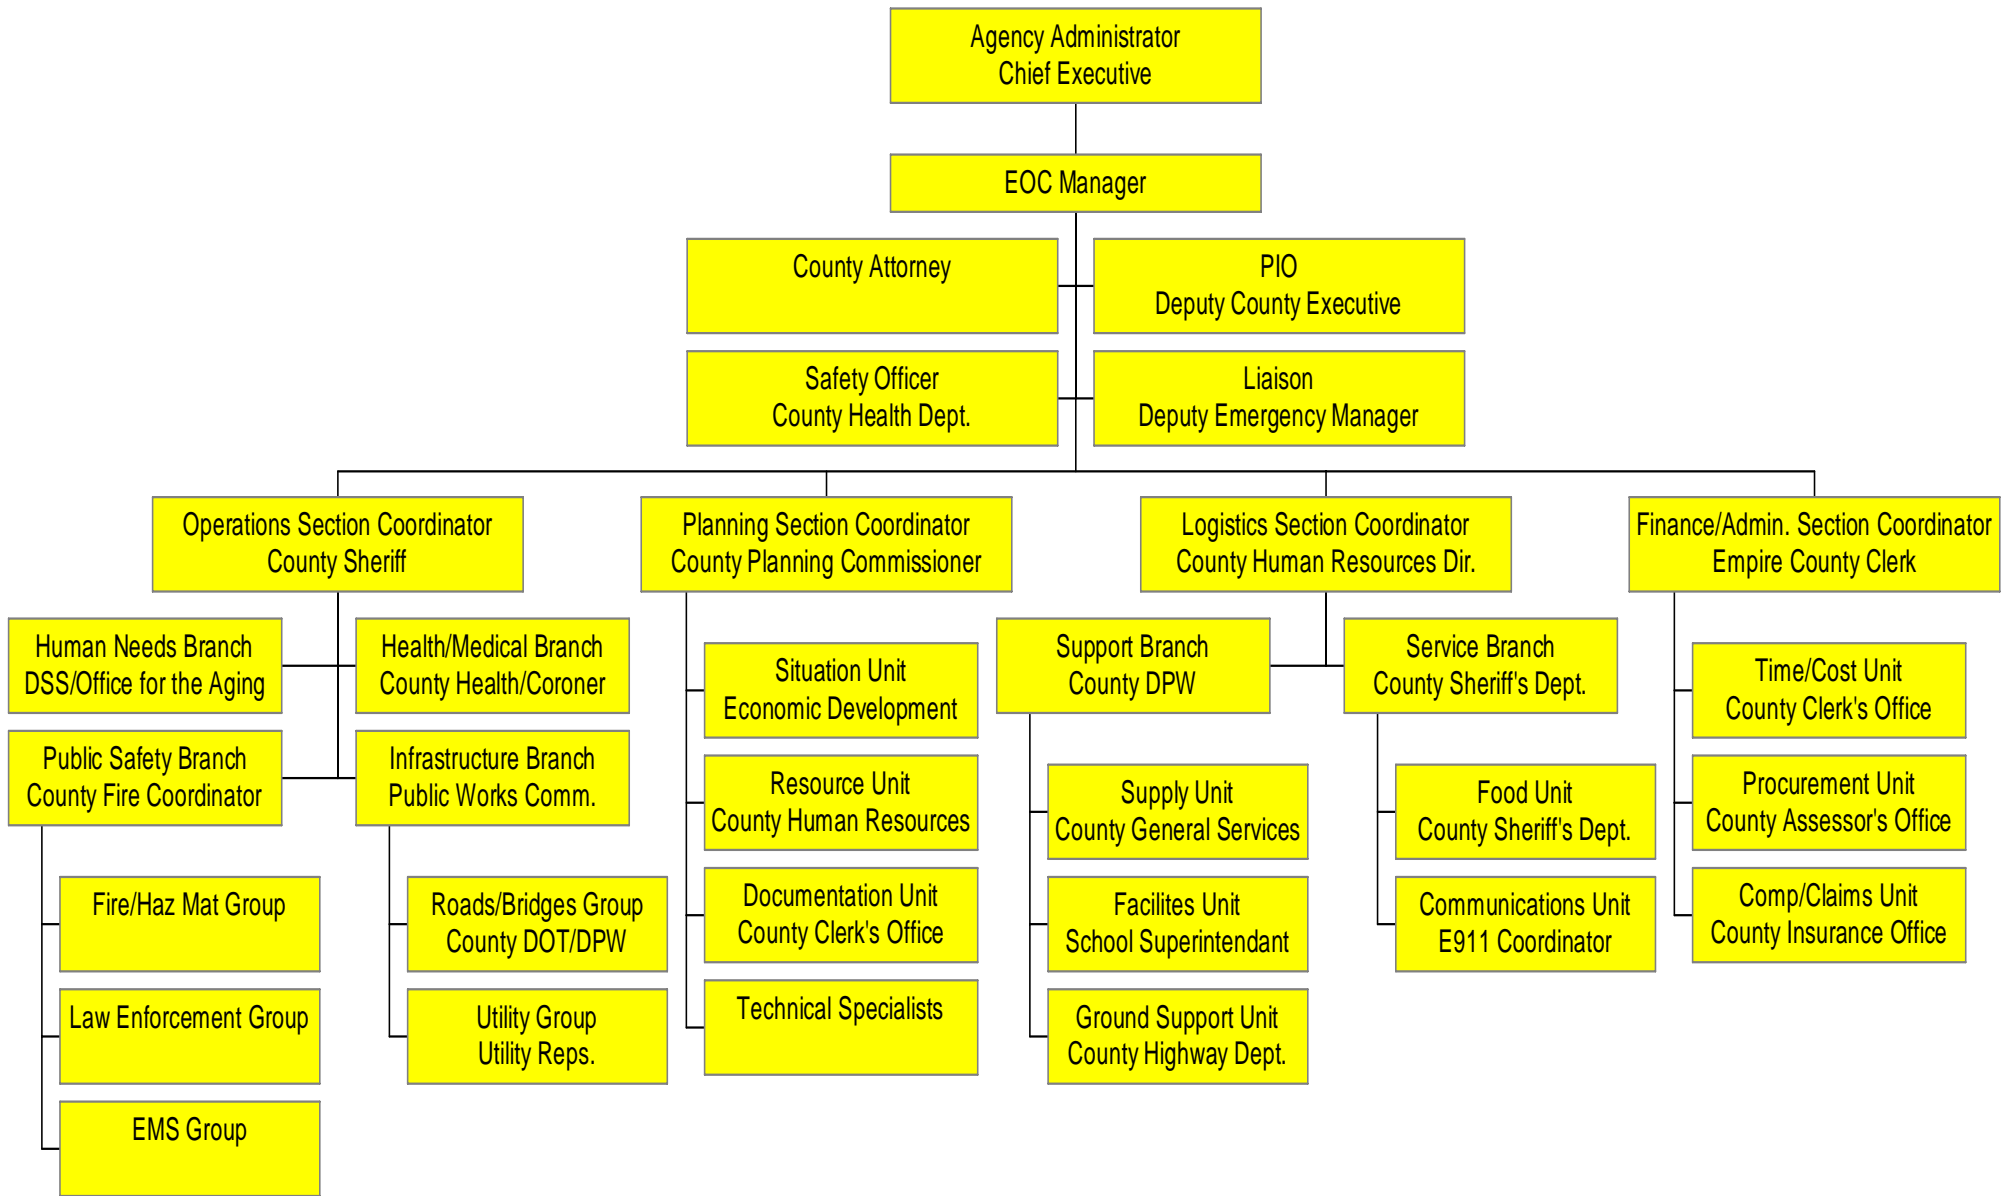 Agency Administrator
Chief Executive
EOC Manager
County Attorney
PIO
Deputy County Executive
Safety Officer
County Health Dept.
Liaison
Deputy Emergency Manager
Operations Section Coordinator
County Sheriff
Planning Section Coordinator
County Planning Commissioner
Logistics Section Coordinator
County Human Resources Dir.
Finance/Admin. Section Coordinator
Empire County Clerk
Human Needs Branch
DSS/Office for the Aging
Health/Medical Branch
County Health/Coroner
Public Safety Branch
County Fire Coordinator
Infrastructure Branch
Public Works Comm.
Fire/Haz Mat Group
Law Enforcement Group
EMS Group
Roads/Bridges Group
County DOT/DPW
Utility Group
Utility Reps.
Situation Unit
Economic Development
Resource Unit
County Human Resources
Documentation Unit
County Clerk's Office
Technical Specialists
Support Branch
County DPW
Service Branch
County Sheriff's Dept.
Supply Unit
County General Services
Facilites Unit
School Superintendant
Ground Support Unit
County Highway Dept.
Food Unit
County Sheriff's Dept.
Communications Unit
E911 Coordinator
Time/Cost Unit
County Clerk's Office
Procurement Unit
County Assessor's Office
Comp/Claims Unit
County Insurance Office